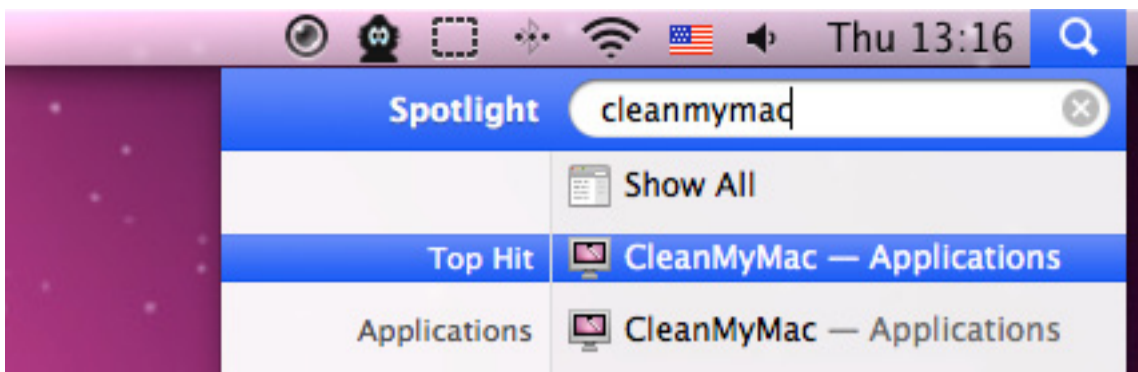 Thu 13:16
Spotlight cleanmymac
Show All
Top Hit CleanMyMac — Applications
Applications CleanMyMac — Applications